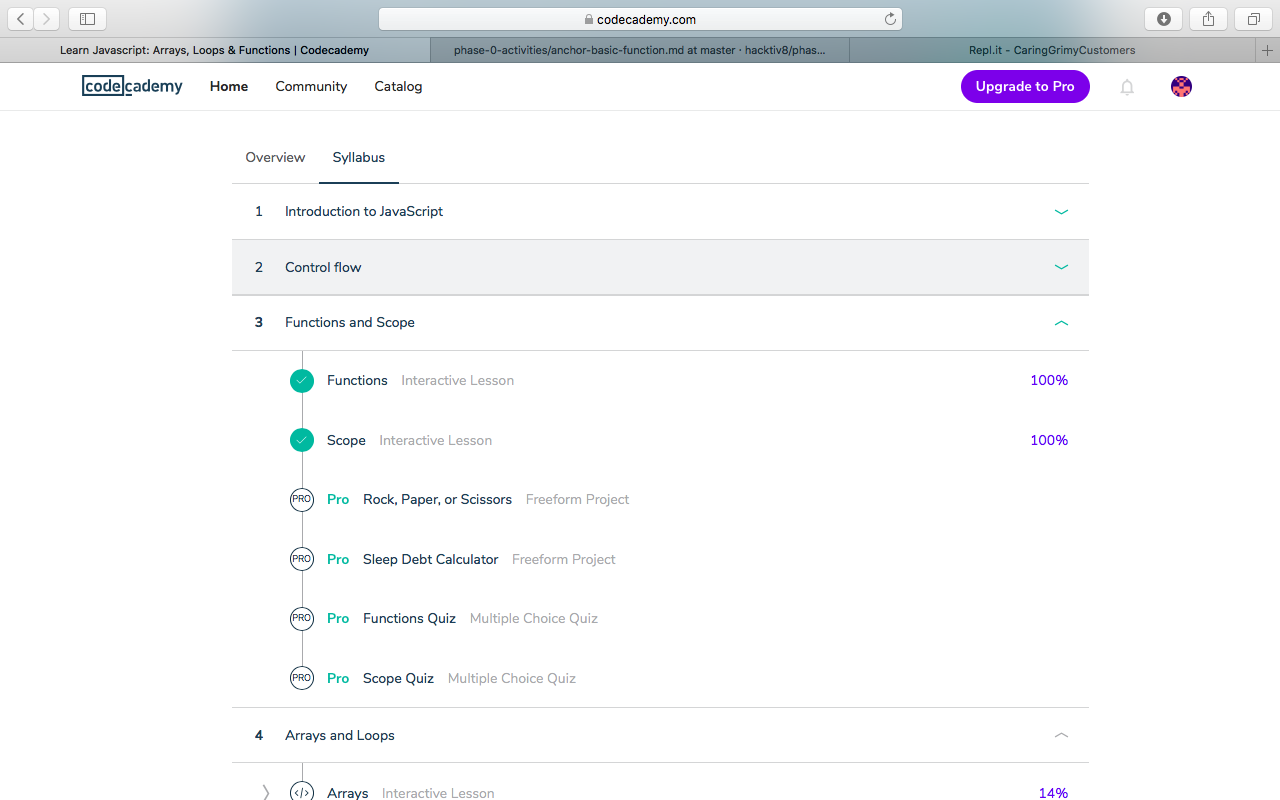 codecademy.com
Learn Javascript: Arrays, Loops & Functions | Codecademy
phase-0-activities/anchor-basic-function.md at master · hacktiv8/phas...
Repl.it - CaringGrimyCustomers
codecademy Home Community Catalog Upgrade to Pro
Overview Syllabus
1 Introduction to JavaScript
2 Control flow
3 Functions and Scope
Functions Interactive Lesson 100%
Scope Interactive Lesson 100%
PRO Pro Rock, Paper, or Scissors Freeform Project
PRO Pro Sleep Debt Calculator Freeform Project
PRO Pro Functions Quiz Multiple Choice Quiz
PRO Pro Scope Quiz Multiple Choice Quiz
4 Arrays and Loops
</> Arrays Interactive Lesson 14%